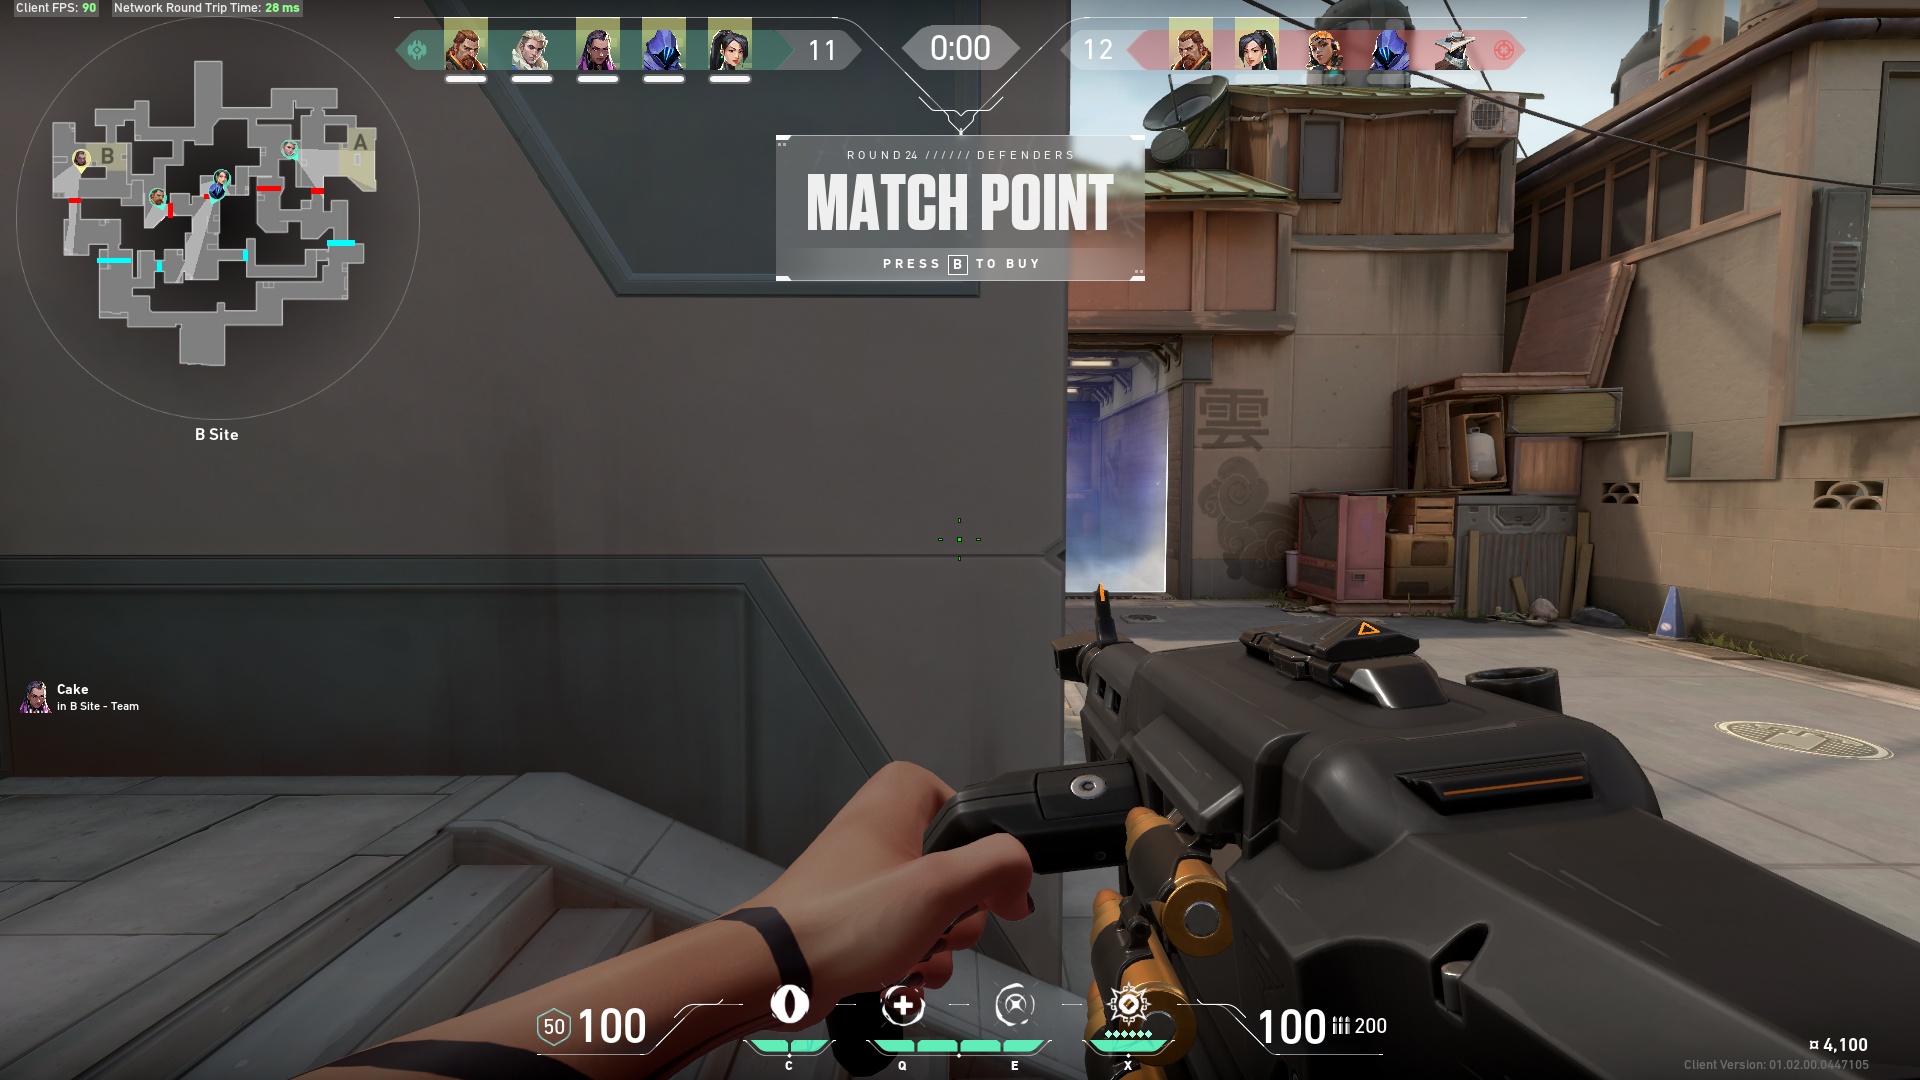 Client FPS: 90 Network Round Trip Time: 28 ms
11 0:00 12
ROUND 24 ////// DEFENDERS
MATCH POINT
PRESS B TO BUY
B A
B Site
雲
Cake
in B Site - Team
50 100
100 200
C Q E X
¤ 4,100
Client Version: 01.02.00.0447105